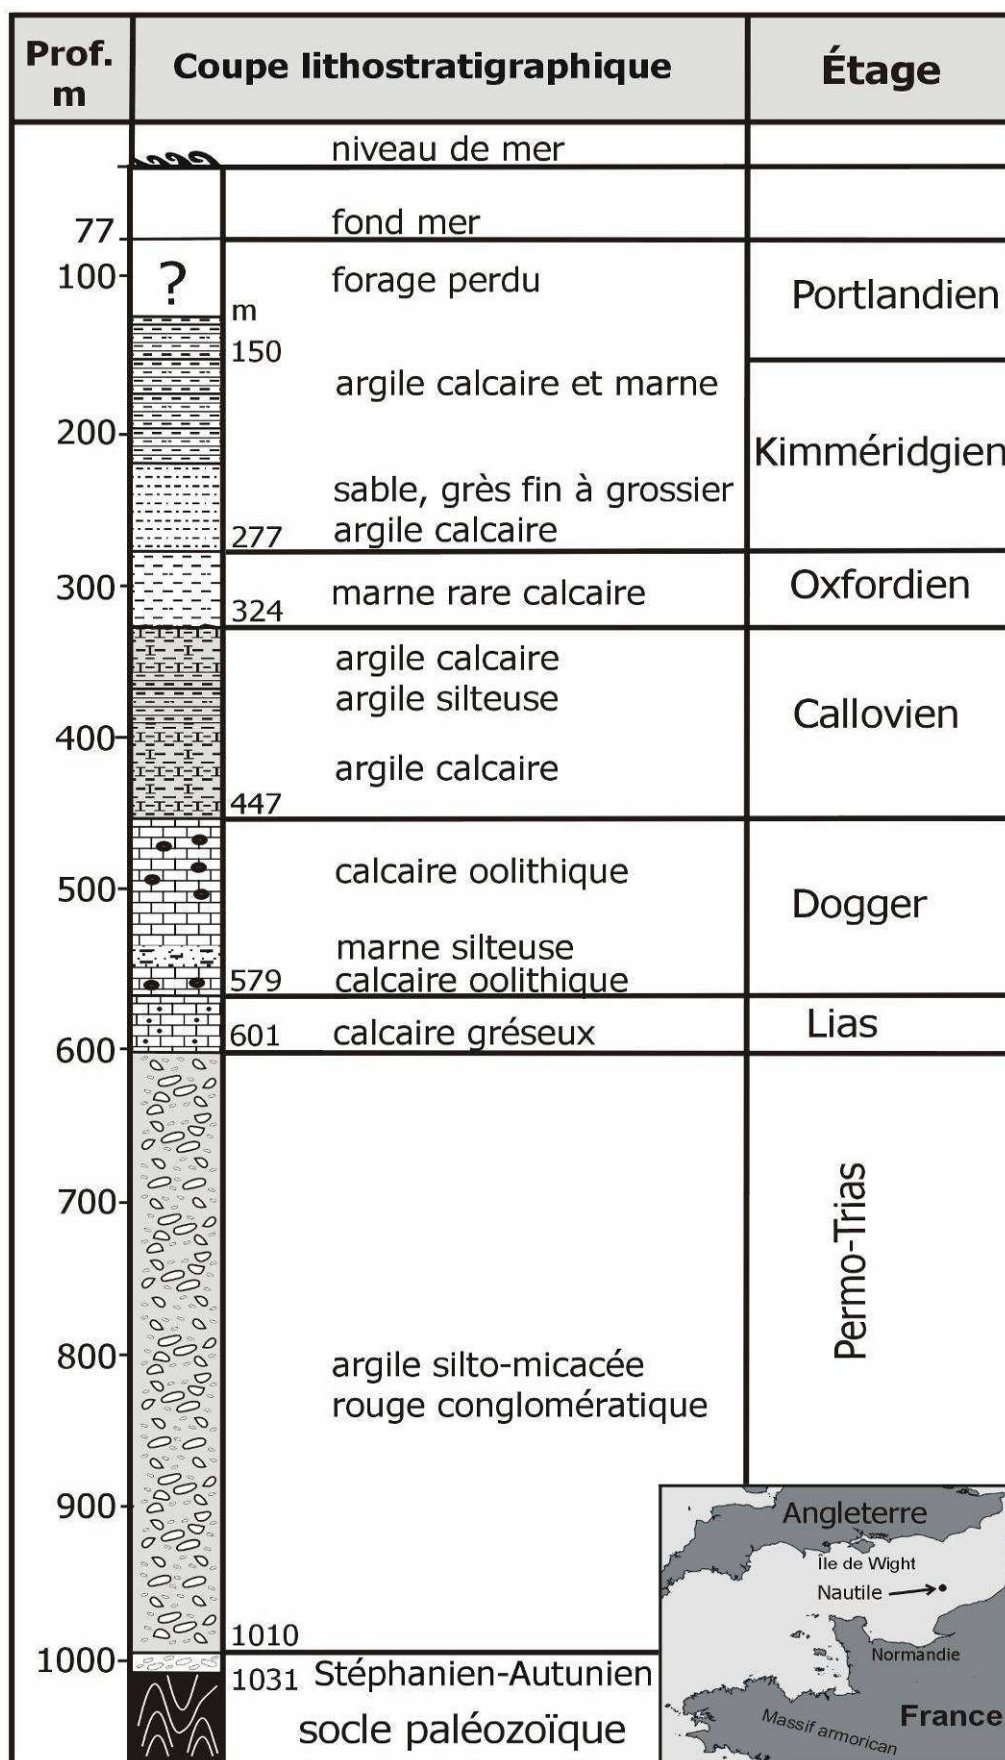 Prof.
m
Coupe lithostratigraphique
Étage
niveau de mer
77
fond mer
100
?
forage perdu
Portlandien
m
150
argile calcaire et marne
200
Kimméridgien
sable, grès fin à grossier
277
argile calcaire
300
marne rare calcaire
Oxfordien
324
argile calcaire
argile silteuse
Callovien
400
argile calcaire
447
calcaire oolithique
500
Dogger
marne silteuse
579
calcaire oolithique
Lias
601
calcaire gréseux
600
700
Permo-Trias
800
argile silto-micacée
rouge conglomératique
900
1010
1000
1031
Stéphanien-Autunien
socle paléozoïque
Angleterre
Île de Wight
Nautile
Normandie
France
Massif armorican